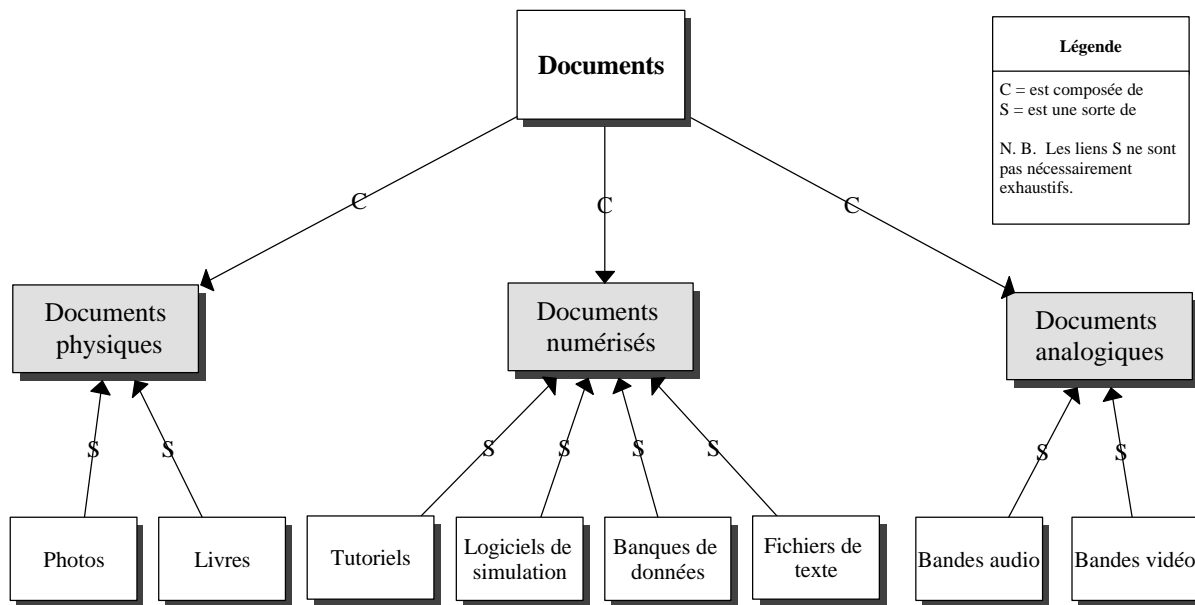 Documents
Légende
C = est composée de
S = est une sorte de
N. B. Les liens S ne sont
pas nécessairement
exhaustifs.
C
C
C
Documents
physiques
Documents
numérisés
Documents
analogiques
S
S
S
S
S
S
S
S
Photos
Livres
Tutoriels
Logiciels de
simulation
Banques de
données
Fichiers de
texte
Bandes audio
Bandes vidéo